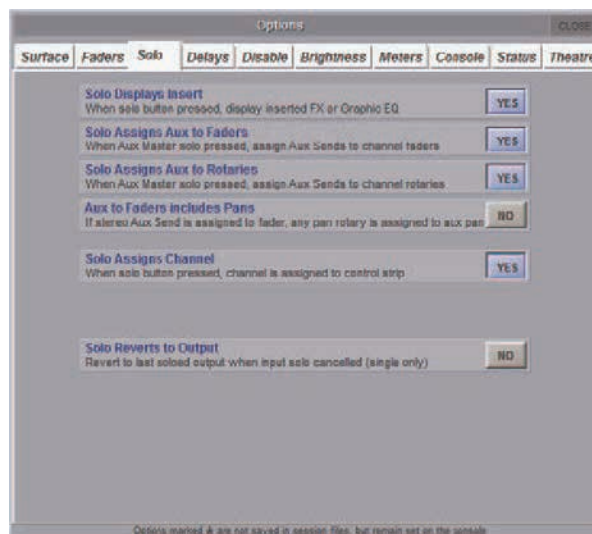 Options
CLOSE
Surface Faders Solo Delays Disable Brightness Meters Console Status Theatre
Solo Displays Insert
When solo button pressed, display inserted FX or Graphic EQ
YES
Solo Assigns Aux to Faders
When Aux Master solo pressed, assign Aux Sends to channel faders
YES
Solo Assigns Aux to Rotaries
When Aux Master solo pressed, assign Aux Sends to channel rotaries
YES
Aux to Faders includes Pans
If stereo Aux Send is assigned to fader, any pan rotary is assigned to aux pan
NO
Solo Assigns Channel
When solo button pressed, channel is assigned to control strip
YES
Solo Reverts to Output
Revert to last soloed output when input solo cancelled (single only)
NO
Options marked are not saved in session files, but remain set on the console